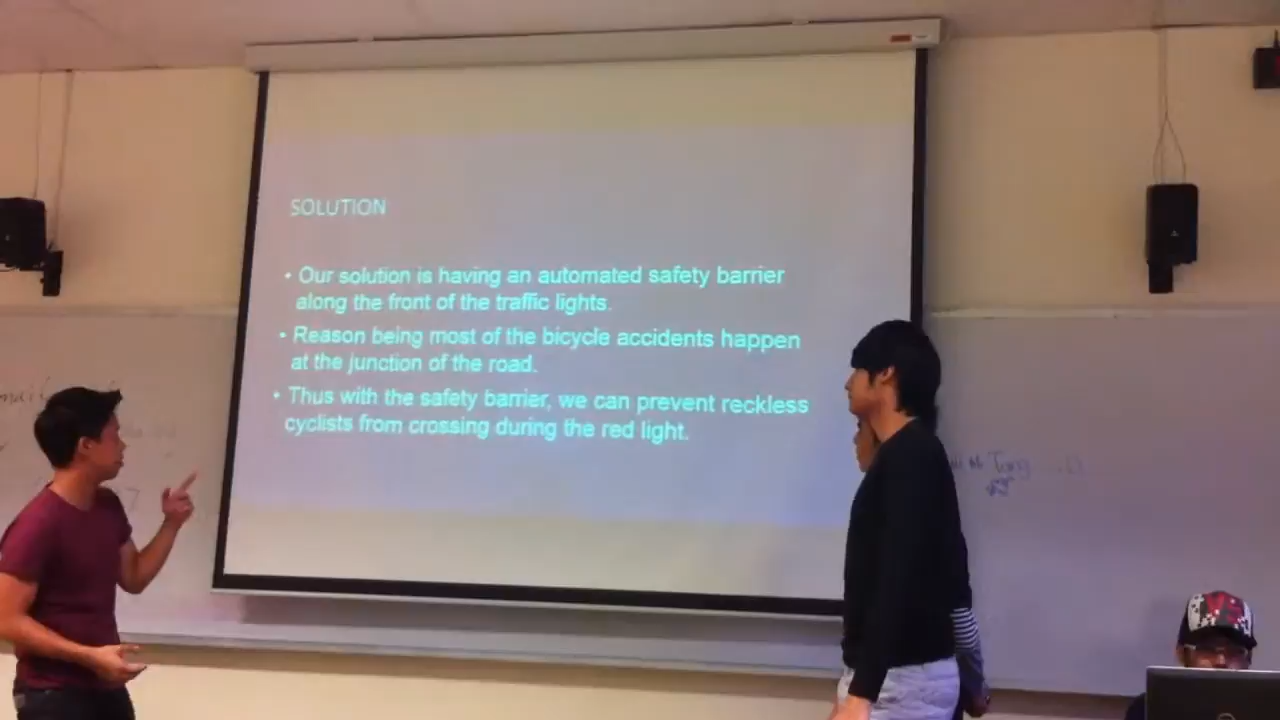 SOLUTION
• Our solution is having an automated safety barrier
along the front of the traffic lights.
• Reason being most of the bicycle accidents happen
at the junction of the road.
• Thus with the safety barrier, we can prevent reckless
cyclists from crossing during the red light.
Tang